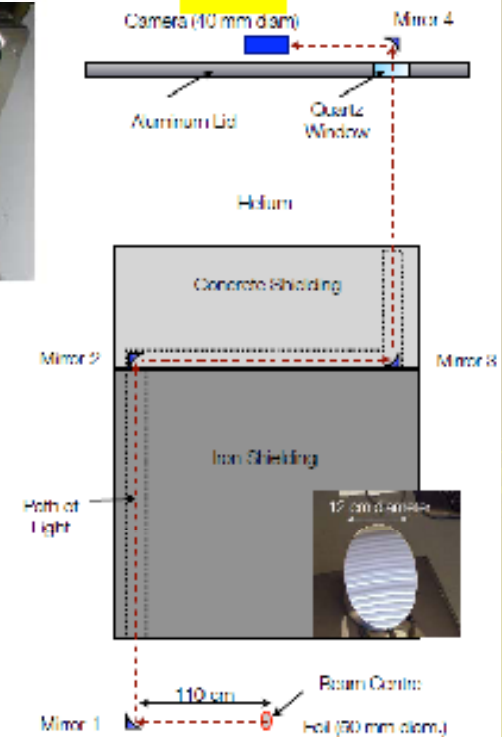 Camera (40 mm diam)
Mirror 4
Aluminum Lid
Quartz
Window
Helium
Concrete Shielding
Mirror 2
Mirror 3
Iron Shielding
Path of
Light
12 cm diameter
110 cm
Beam Centre
Mirror 1
Foil (50 mm diam.)